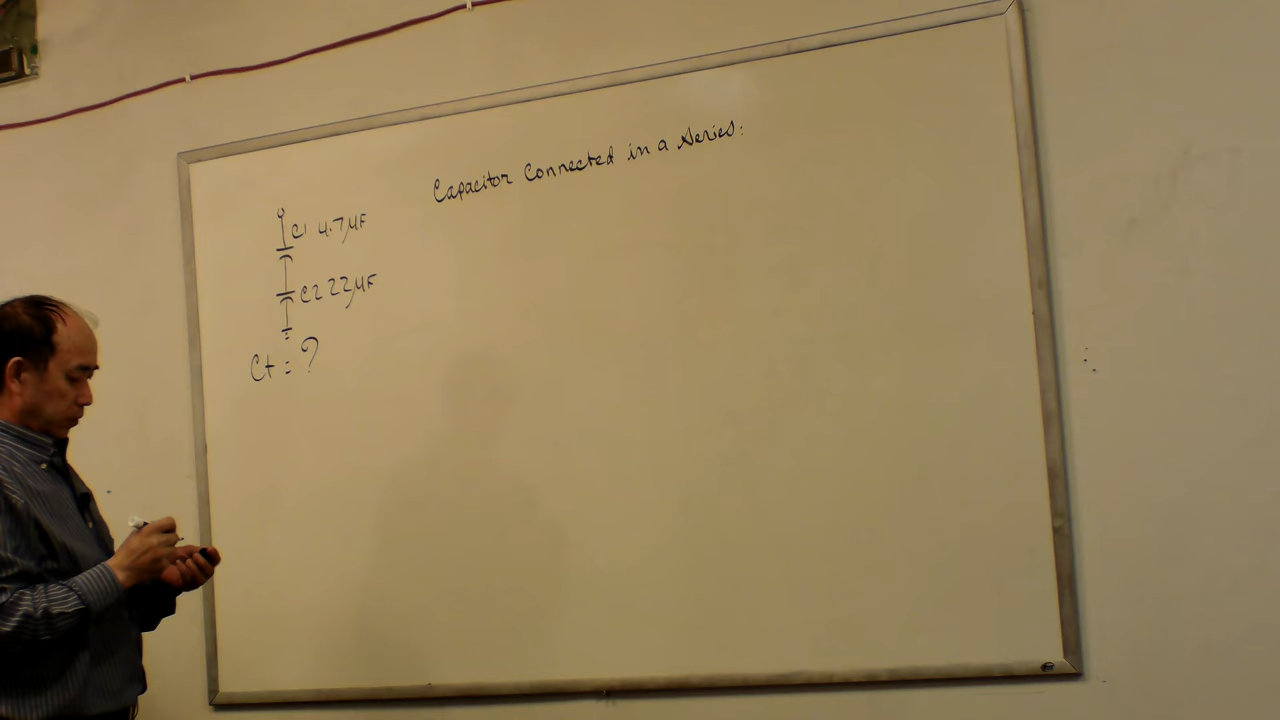 Capacitor Connected in a Series:
C1 4.7µF
C2 22µF
Ct = ?